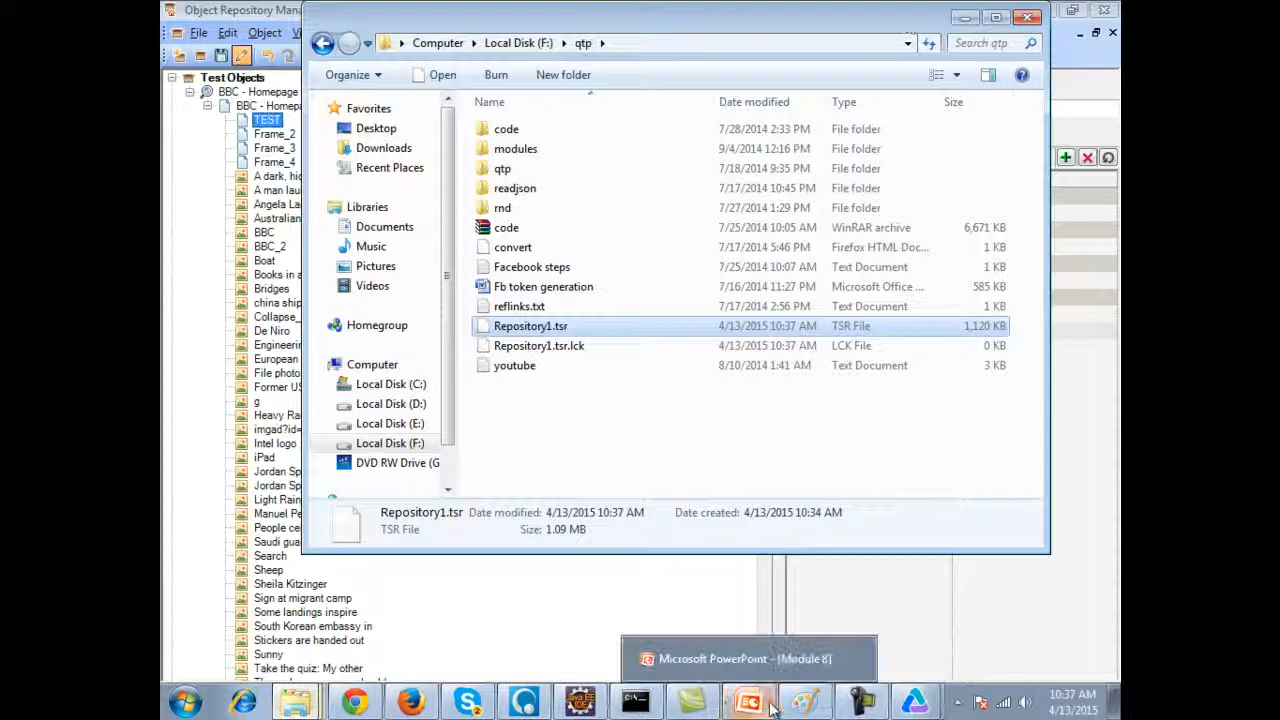 Object Repository Mana
File Edit Object
Test Objects
BBC - Homepage
BBC - Homepa
TEST
Frame_2
Frame_3
Frame_4
A dark, hic
A man lau
Angela La
Australian
BBC
BBC_2
Boat
Books in a
Bridges
china ship
Collapse_
De Niro
Engineerin
European
File photo
Former US
g
Heavy Ra
imgad?id=
Intel logo
iPad
Jordan Sp
Jordan Sp
Light Rain
Manuel Pe
People ce
Saudi gua
Search
Sheep
Sheila Kitzinger
Sign at migrant camp
Some landings inspire
South Korean embassy in
Stickers are handed out
Sunny
Take the quiz: My other
Computer Local Disk (F:) qtp
Search qtp
Organize Open Burn New folder
Favorites
Desktop
Downloads
Recent Places
Libraries
Documents
Music
Pictures
Videos
Homegroup
Computer
Local Disk (C:)
Local Disk (D:)
Local Disk (E:)
Local Disk (F:)
DVD RW Drive (G
Name Date modified Type Size
code 7/28/2014 2:33 PM File folder
modules 9/4/2014 12:16 PM File folder
qtp 7/18/2014 9:35 PM File folder
readjson 7/17/2014 10:45 PM File folder
rnd 7/27/2014 1:29 PM File folder
code 7/25/2014 10:05 AM WinRAR archive 6,671 KB
convert 7/17/2014 5:46 PM Firefox HTML Doc... 1 KB
Facebook steps 7/25/2014 10:07 AM Text Document 1 KB
Fb token generation 7/16/2014 11:27 PM Microsoft Office ... 585 KB
reflinks.txt 7/17/2014 2:56 PM Text Document 1 KB
Repository1.tsr 4/13/2015 10:37 AM TSR File 1,120 KB
Repository1.tsr.lck 4/13/2015 10:37 AM LCK File 0 KB
youtube 8/10/2014 1:41 AM Text Document 3 KB
Repository1.tsr Date modified: 4/13/2015 10:37 AM Date created: 4/13/2015 10:34 AM
TSR File Size: 1.09 MB
Microsoft PowerPoint - [Module 8]
10:37 AM
4/13/2015